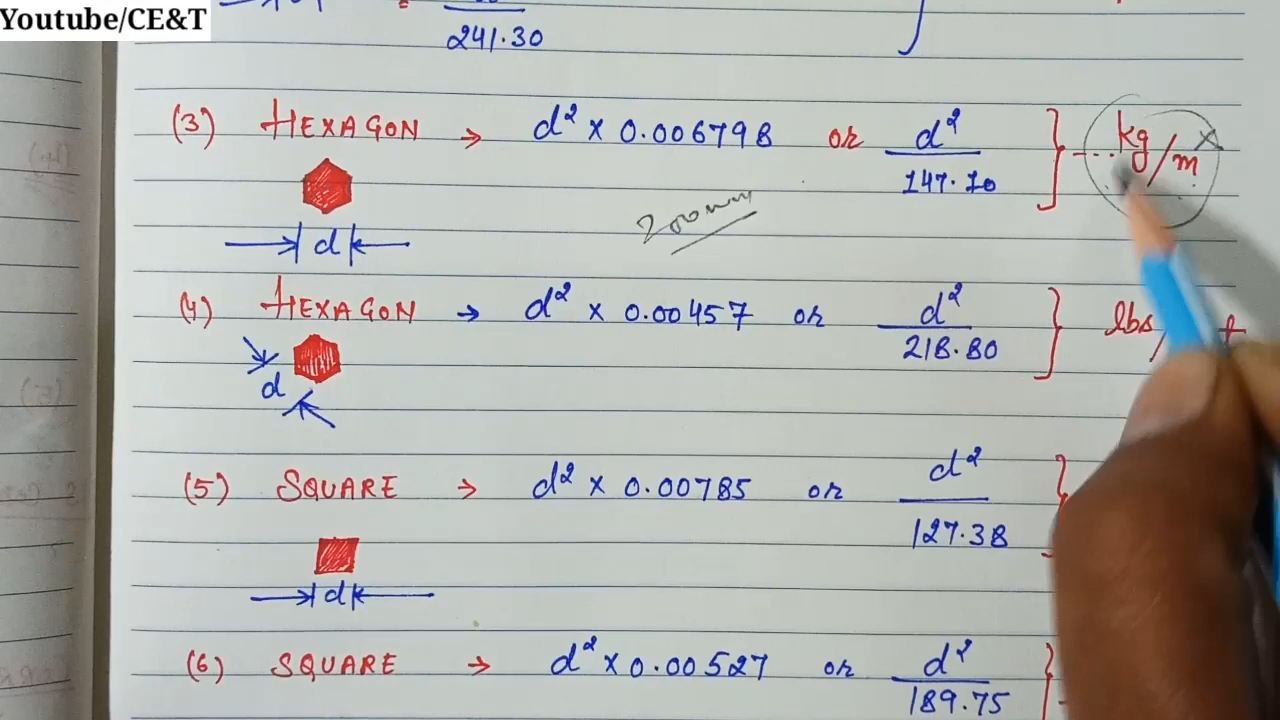 Youtube/CE&T
241.30
(3) HEXAGON → d² × 0.006798 or d²/147.10 } ---- kg/m ×
→| d |←
200mm
(4) HEXAGON → d² × 0.00457 or d²/218.80 } lbs/
d
(5) SQUARE → d² × 0.00785 or d²/127.38 }
→| d |←
(6) SQUARE → d² × 0.00527 or d²/189.75 }